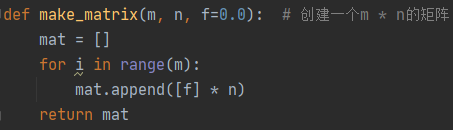 def make_matrix(m, n, f=0.0):  # 创建一个m * n的矩阵
    mat = []
    for i in range(m):
        mat.append([f] * n)
    return mat